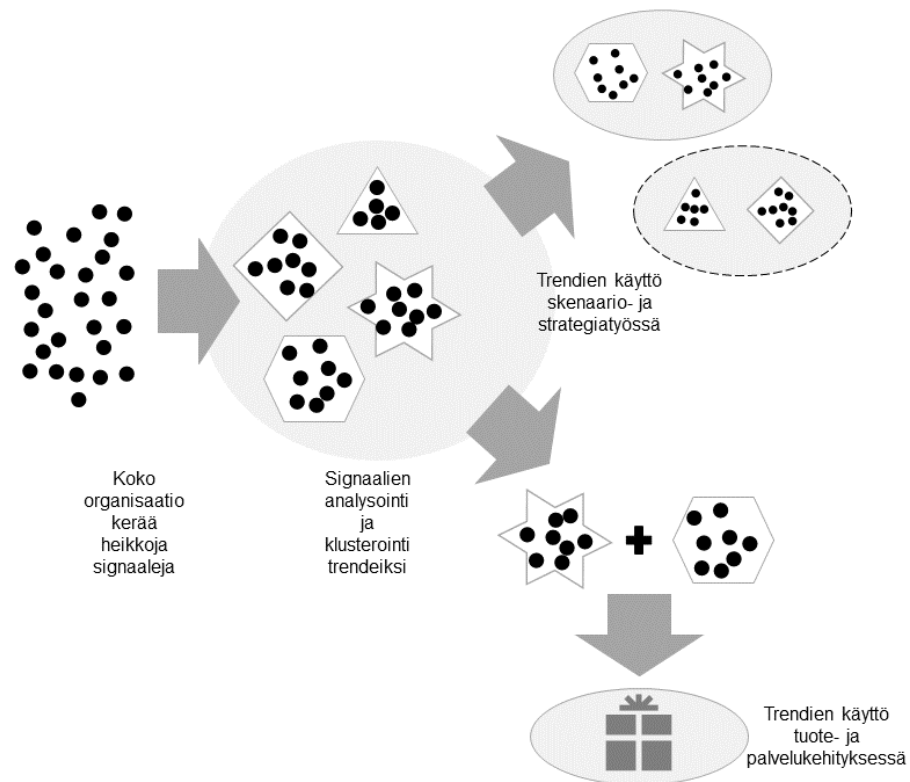 Trendien käyttö
skenaario- ja
strategiatyössä
Koko
organisaatio
kerää
heikkoja
signaaleja
Signaalien
analysointi
ja
klusterointi
trendeiksi
Trendien käyttö
tuote- ja
palvelukehityksessä